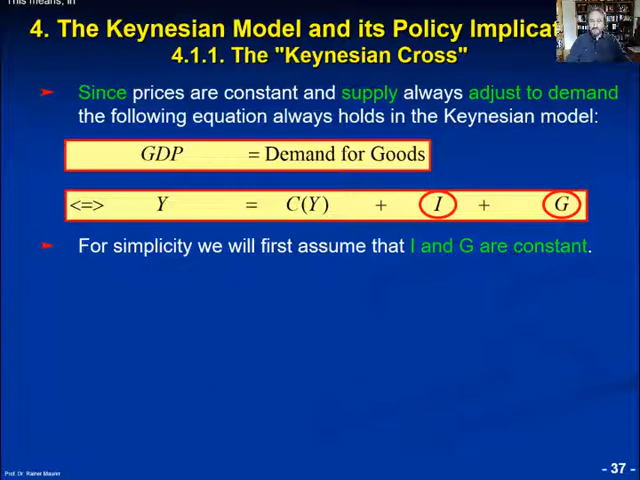 This means, in
4. The Keynesian Model and its Policy Implicat
4.1.1. The "Keynesian Cross"
➢ Since prices are constant and supply always adjust to demand
the following equation always holds in the Keynesian model:
GDP = Demand for Goods
<=> Y = C(Y) + I + G
➢ For simplicity we will first assume that I and G are constant.
Prof. Dr. Rainer Maurer
- 37 -